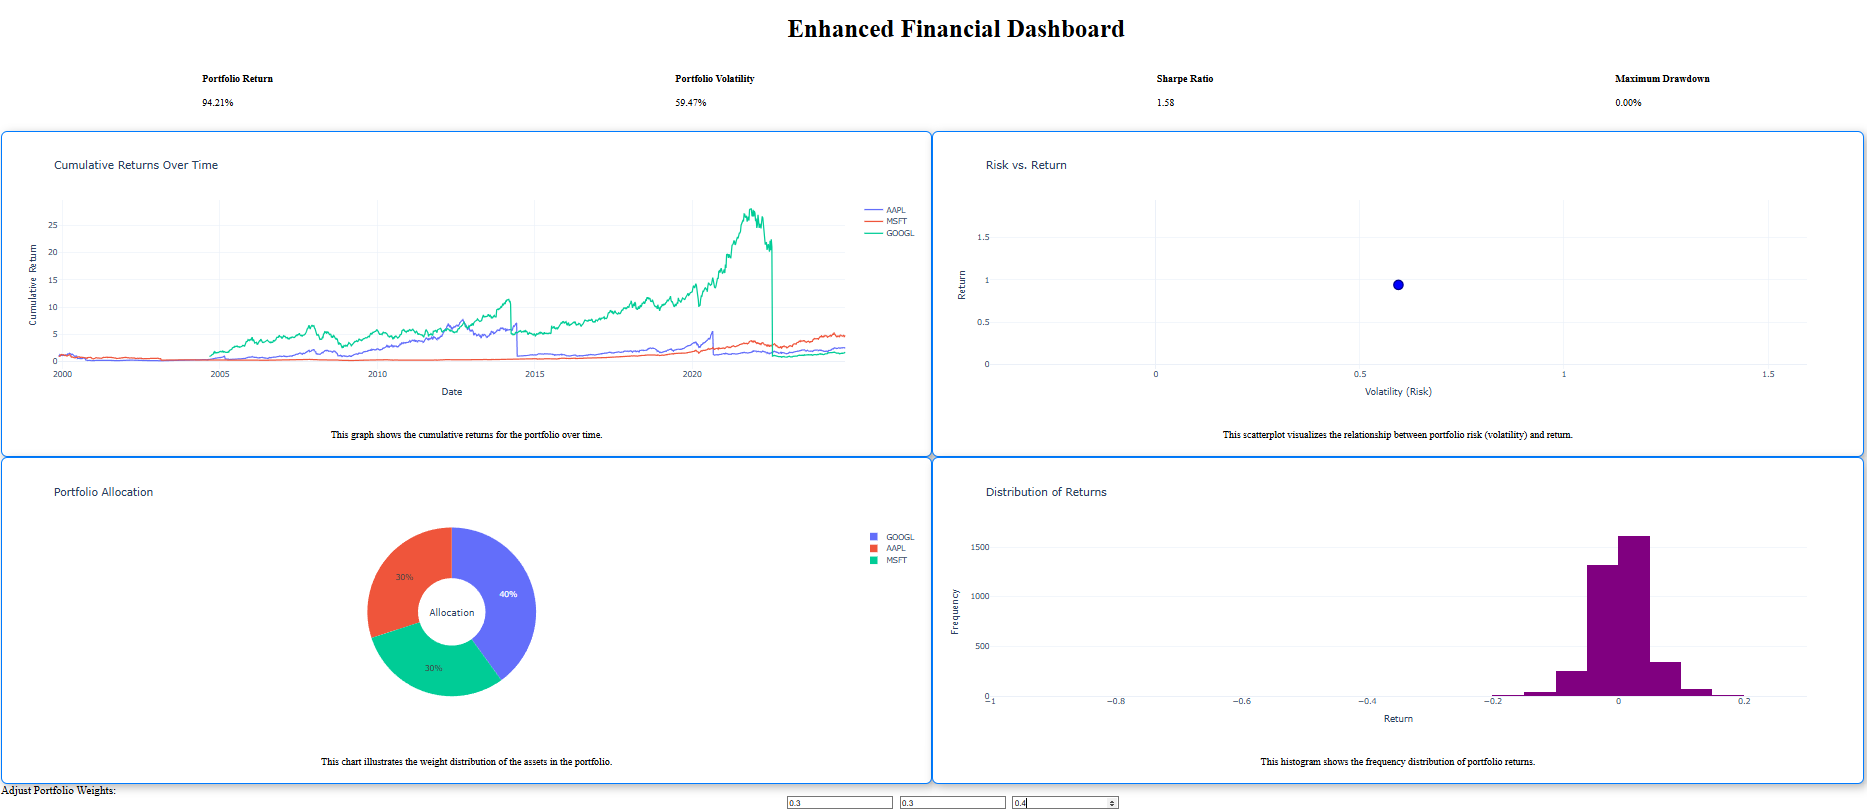 Enhanced Financial Dashboard
Portfolio Return
94.21%
Portfolio Volatility
59.47%
Sharpe Ratio
1.58
Maximum Drawdown
0.00%
Cumulative Returns Over Time
Cumulative Return
25
20
15
10
5
0
2000
2005
2010
2015
2020
Date
AAPL
MSFT
GOOGL
This graph shows the cumulative returns for the portfolio over time.
Risk vs. Return
Return
1.5
1
0.5
0
0
0.5
1
1.5
Volatility (Risk)
This scatterplot visualizes the relationship between portfolio risk (volatility) and return.
Portfolio Allocation
30%
40%
Allocation
30%
GOOGL
AAPL
MSFT
This chart illustrates the weight distribution of the assets in the portfolio.
Distribution of Returns
Frequency
1500
1000
500
0
−1
−0.8
−0.6
−0.4
−0.2
0
0.2
Return
This histogram shows the frequency distribution of portfolio returns.
Adjust Portfolio Weights:
0.3
0.3
0.4